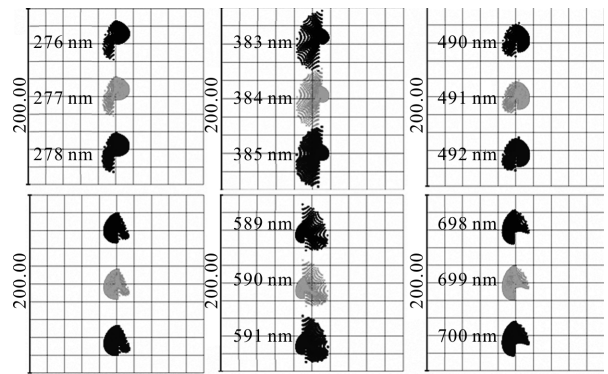 276 nm
277 nm
278 nm
200.00
383 nm
384 nm
385 nm
200.00
490 nm
491 nm
492 nm
200.00
200.00
589 nm
590 nm
591 nm
200.00
698 nm
699 nm
700 nm
200.00